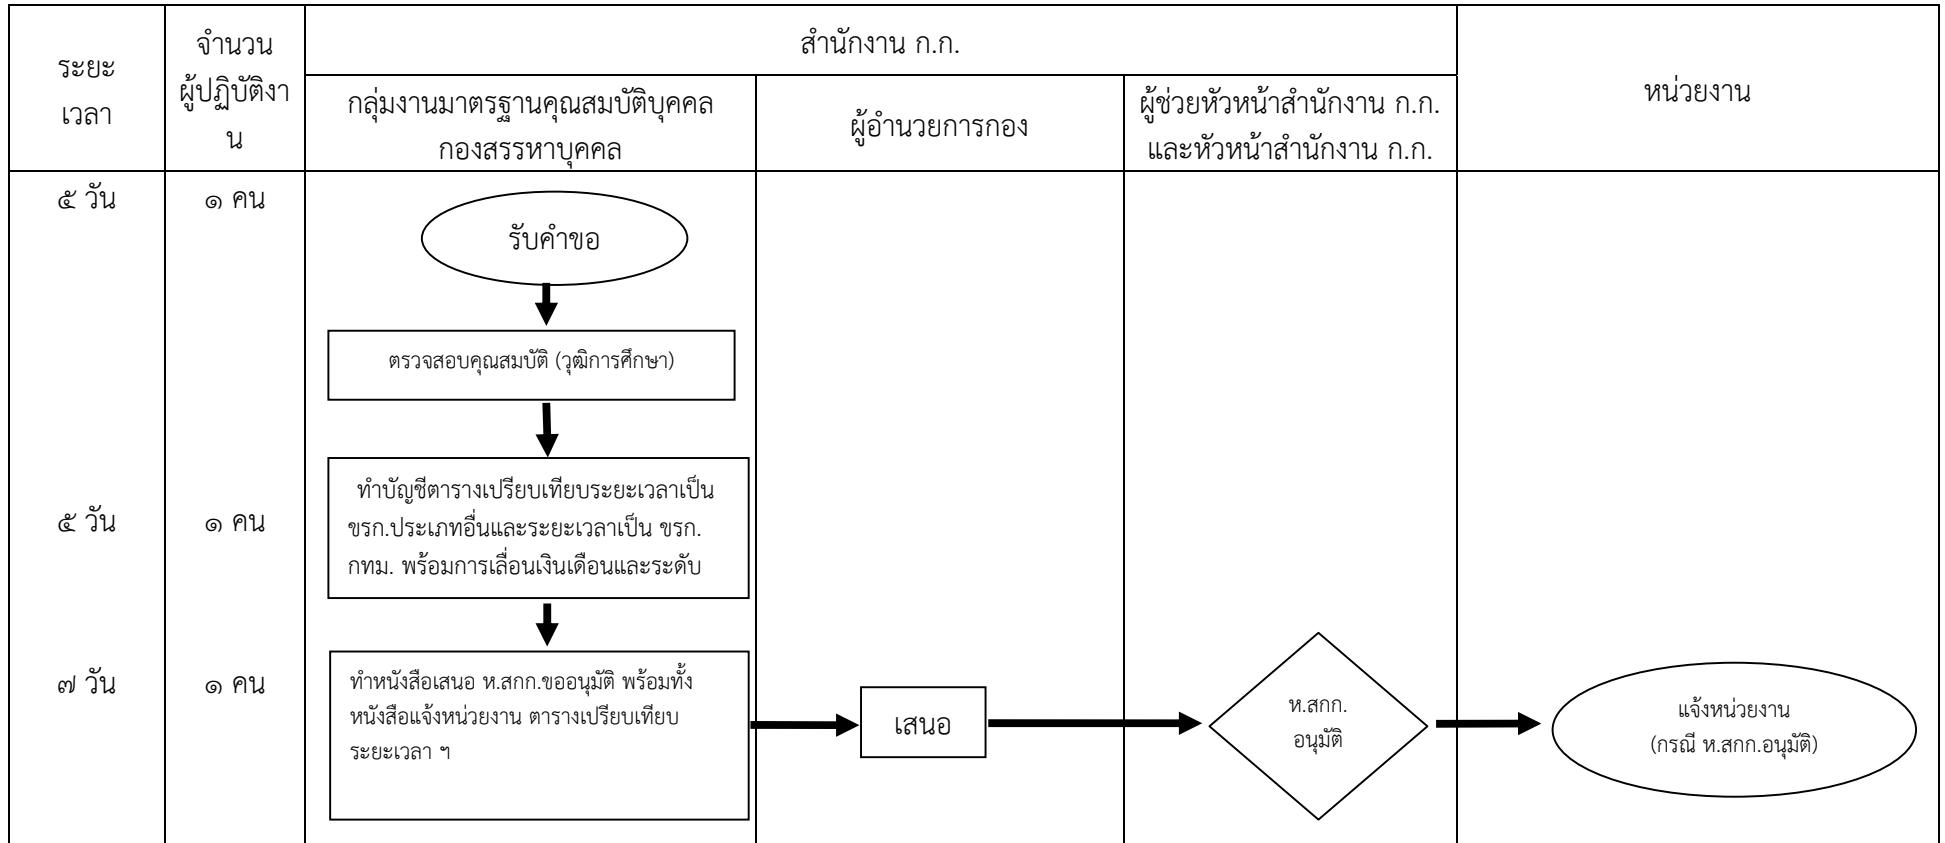 ระยะ
เวลา
จำนวน
ผู้ปฏิบัติงา
น
สำนักงาน ก.ก.
หน่วยงาน
กลุ่มงานมาตรฐานคุณสมบัติบุคคล
กองสรรหาบุคคล
ผู้อำนวยการกอง
ผู้ช่วยหัวหน้าสำนักงาน ก.ก.
และหัวหน้าสำนักงาน ก.ก.
๕ วัน
๑ คน
รับคำขอ
ตรวจสอบคุณสมบัติ (วุฒิการศึกษา)
๕ วัน
๑ คน
ทำบัญชีตารางเปรียบเทียบระยะเวลาเป็น
ขรก.ประเภทอื่นและระยะเวลาเป็น ขรก.
กทม. พร้อมการเลื่อนเงินเดือนและระดับ
๗ วัน
๑ คน
ทำหนังสือเสนอ ห.สกก.ขออนุมัติ พร้อมทั้ง
หนังสือแจ้งหน่วยงาน ตารางเปรียบเทียบ
ระยะเวลา ฯ
เสนอ
ห.สกก.
อนุมัติ
แจ้งหน่วยงาน
(กรณี ห.สกก.อนุมัติ)